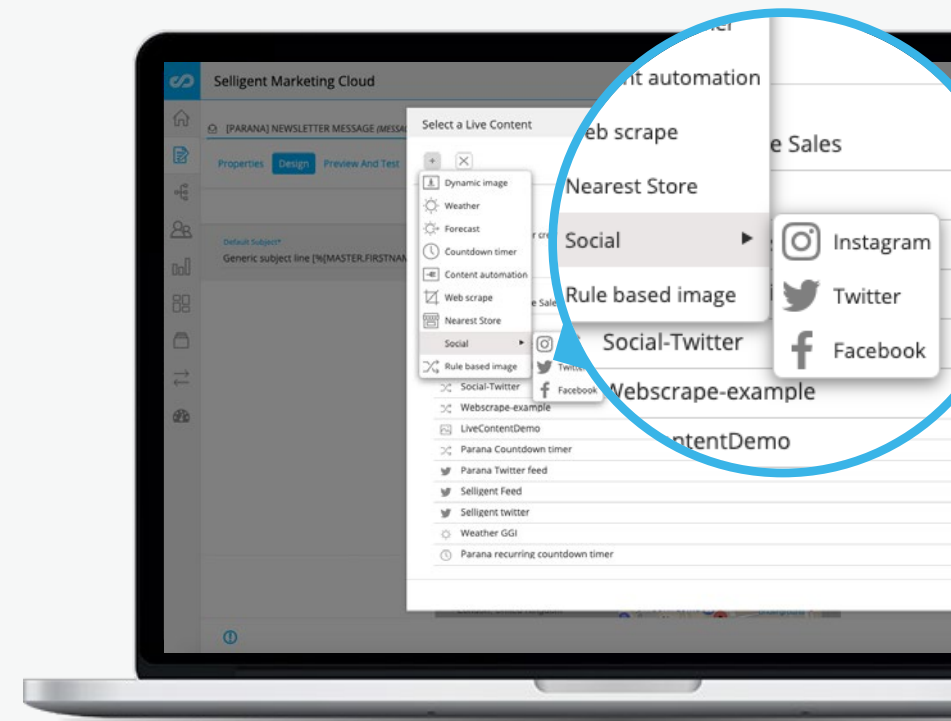 Selligent Marketing Cloud
[PARANA] NEWSLETTER MESSAGE
Properties Design Preview And Test
Default Subject*
Generic subject line [%[MASTER.FIRSTNAM
Select a Live Content
Dynamic image
Weather
Forecast
Countdown timer
Content automation
Web scrape
Nearest Store
Social
Rule based image
Instagram
Twitter
Facebook
Social-Twitter
Webscrape-example
LiveContentDemo
Parana Countdown timer
Parana Twitter feed
Selligent Feed
Selligent twitter
Weather GGI
Parana recurring countdown timer
nt automation
eb scrape
e Sales
Nearest Store
Social
Instagram
Rule based image
Twitter
Social-Twitter
Facebook
Webscrape-example
ntentDemo